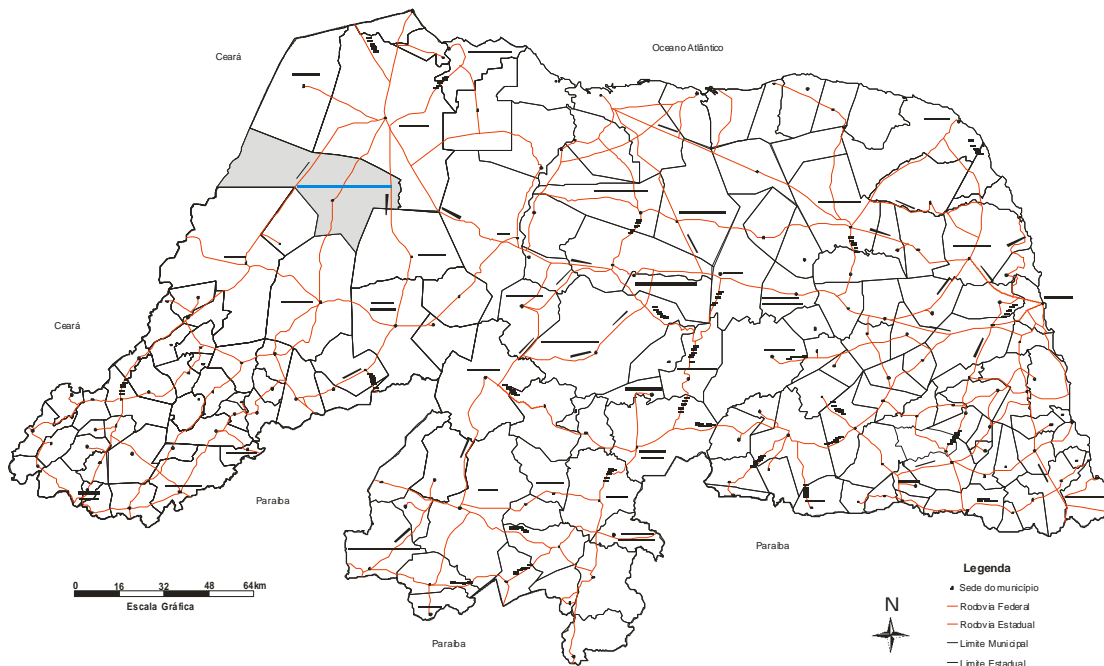 Ceará
Oceano Atlântico
Ceará
Paraíba
Paraíba
Paraíba
0 16 32 48 64km
Escala Gráfica
N
Legenda
Sede do município
Rodovia Federal
Rodovia Estadual
Limite Municipal
Limite Estadual